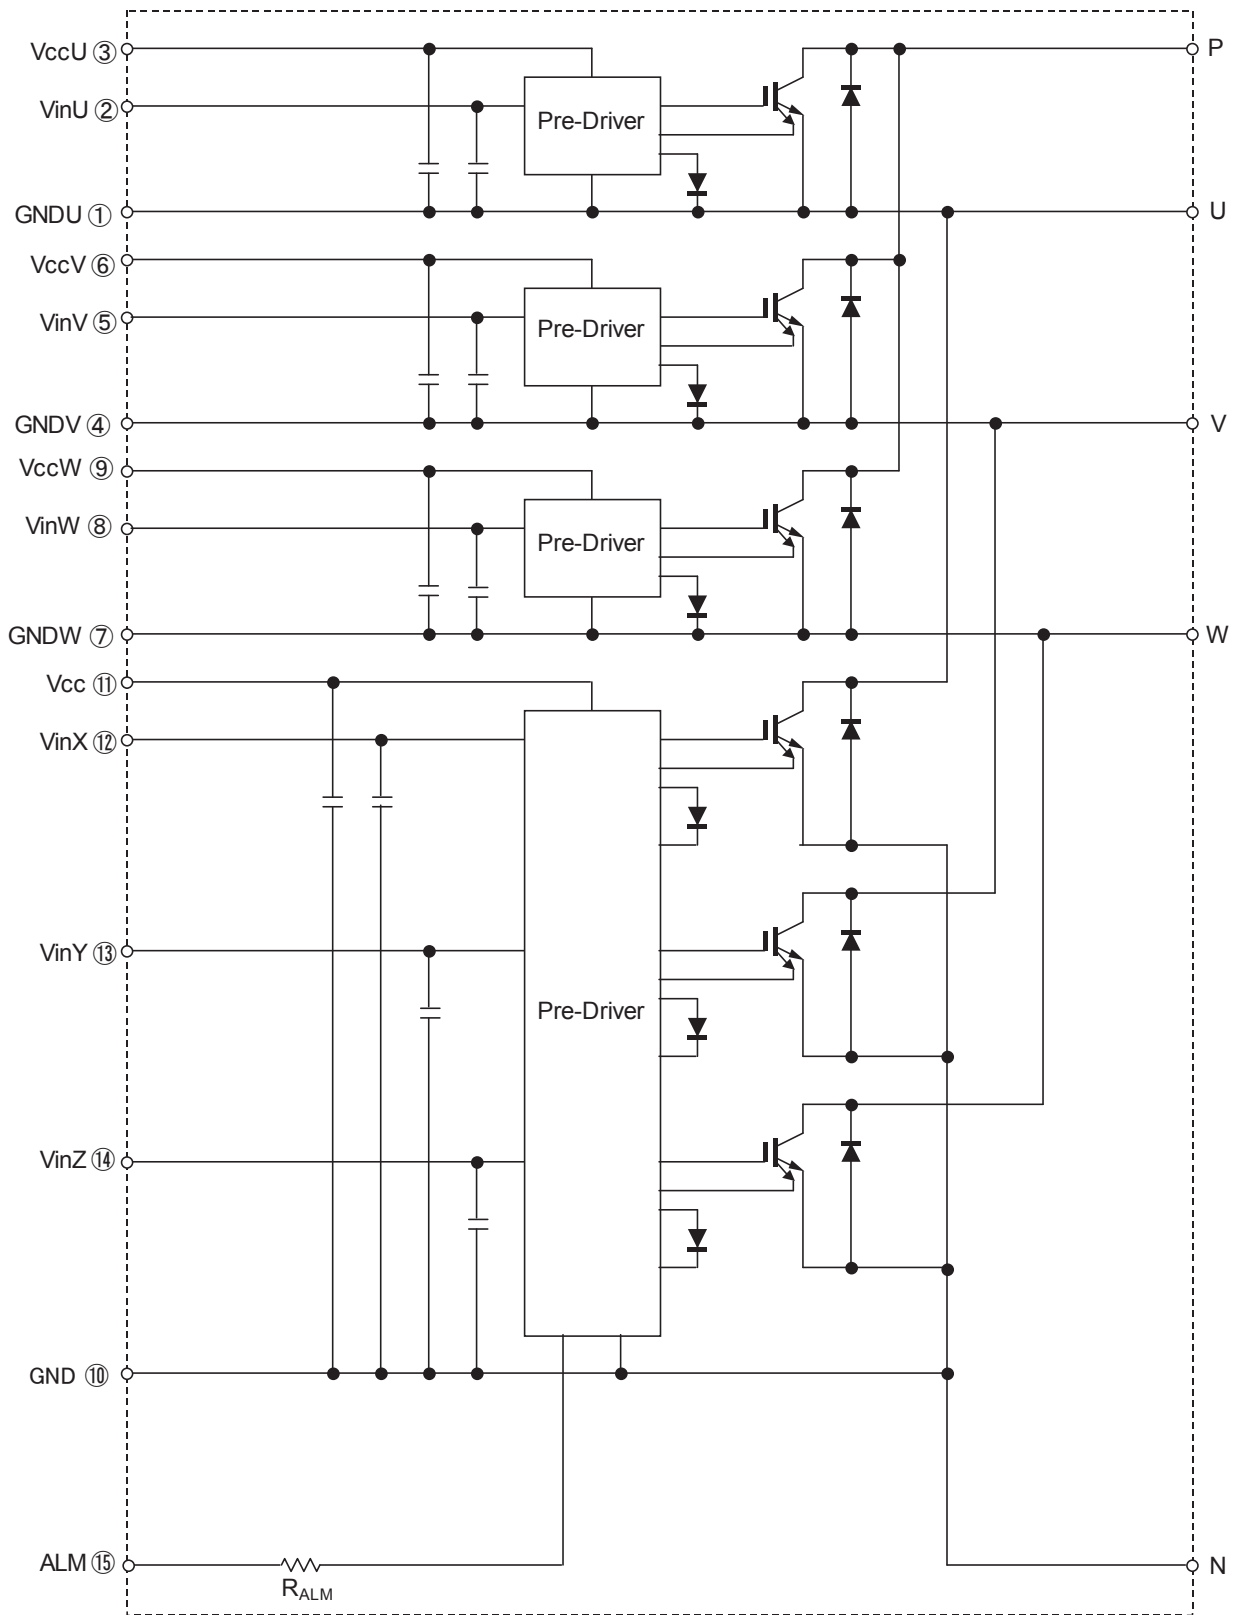 VccU ③
P
VinU ②
Pre-Driver
GNDU ①
U
VccV ⑥
VinV ⑤
Pre-Driver
GNDV ④
V
VccW ⑨
VinW ⑧
Pre-Driver
GNDW ⑦
W
Vcc ⑪
VinX ⑫
VinY ⑬
Pre-Driver
VinZ ⑭
GND ⑩
ALM ⑮
RALM
N